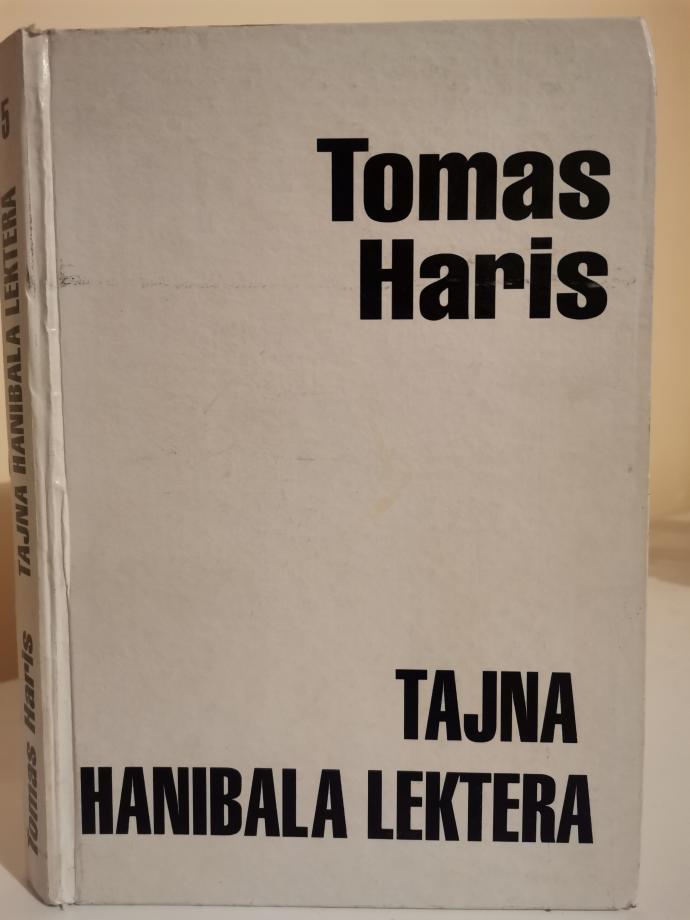 Tomas
Haris
TAJNA
HANIBALA LEKTERA
Tomas Haris TAJNA HANIBALA LEKTERA 5